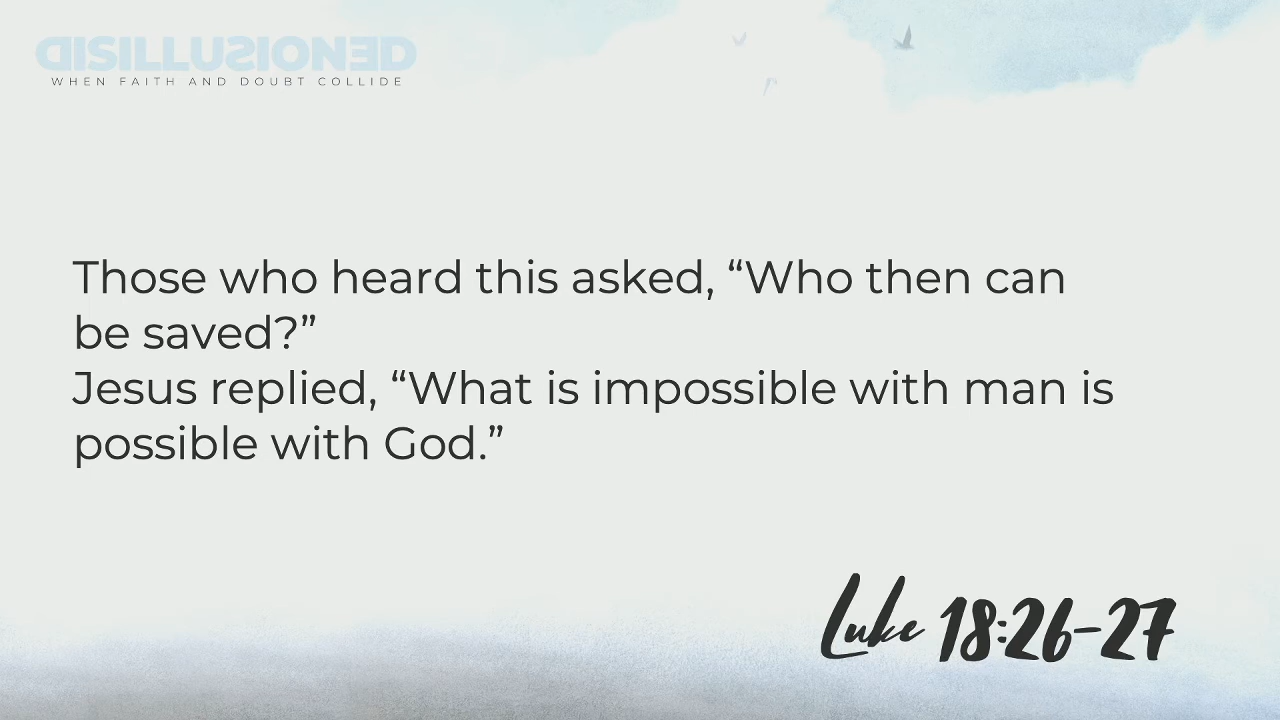 DISILLUSIONED
WHEN FAITH AND DOUBT COLLIDE
Those who heard this asked, “Who then can
be saved?”
Jesus replied, “What is impossible with man is
possible with God.”
Luke 18:26-27